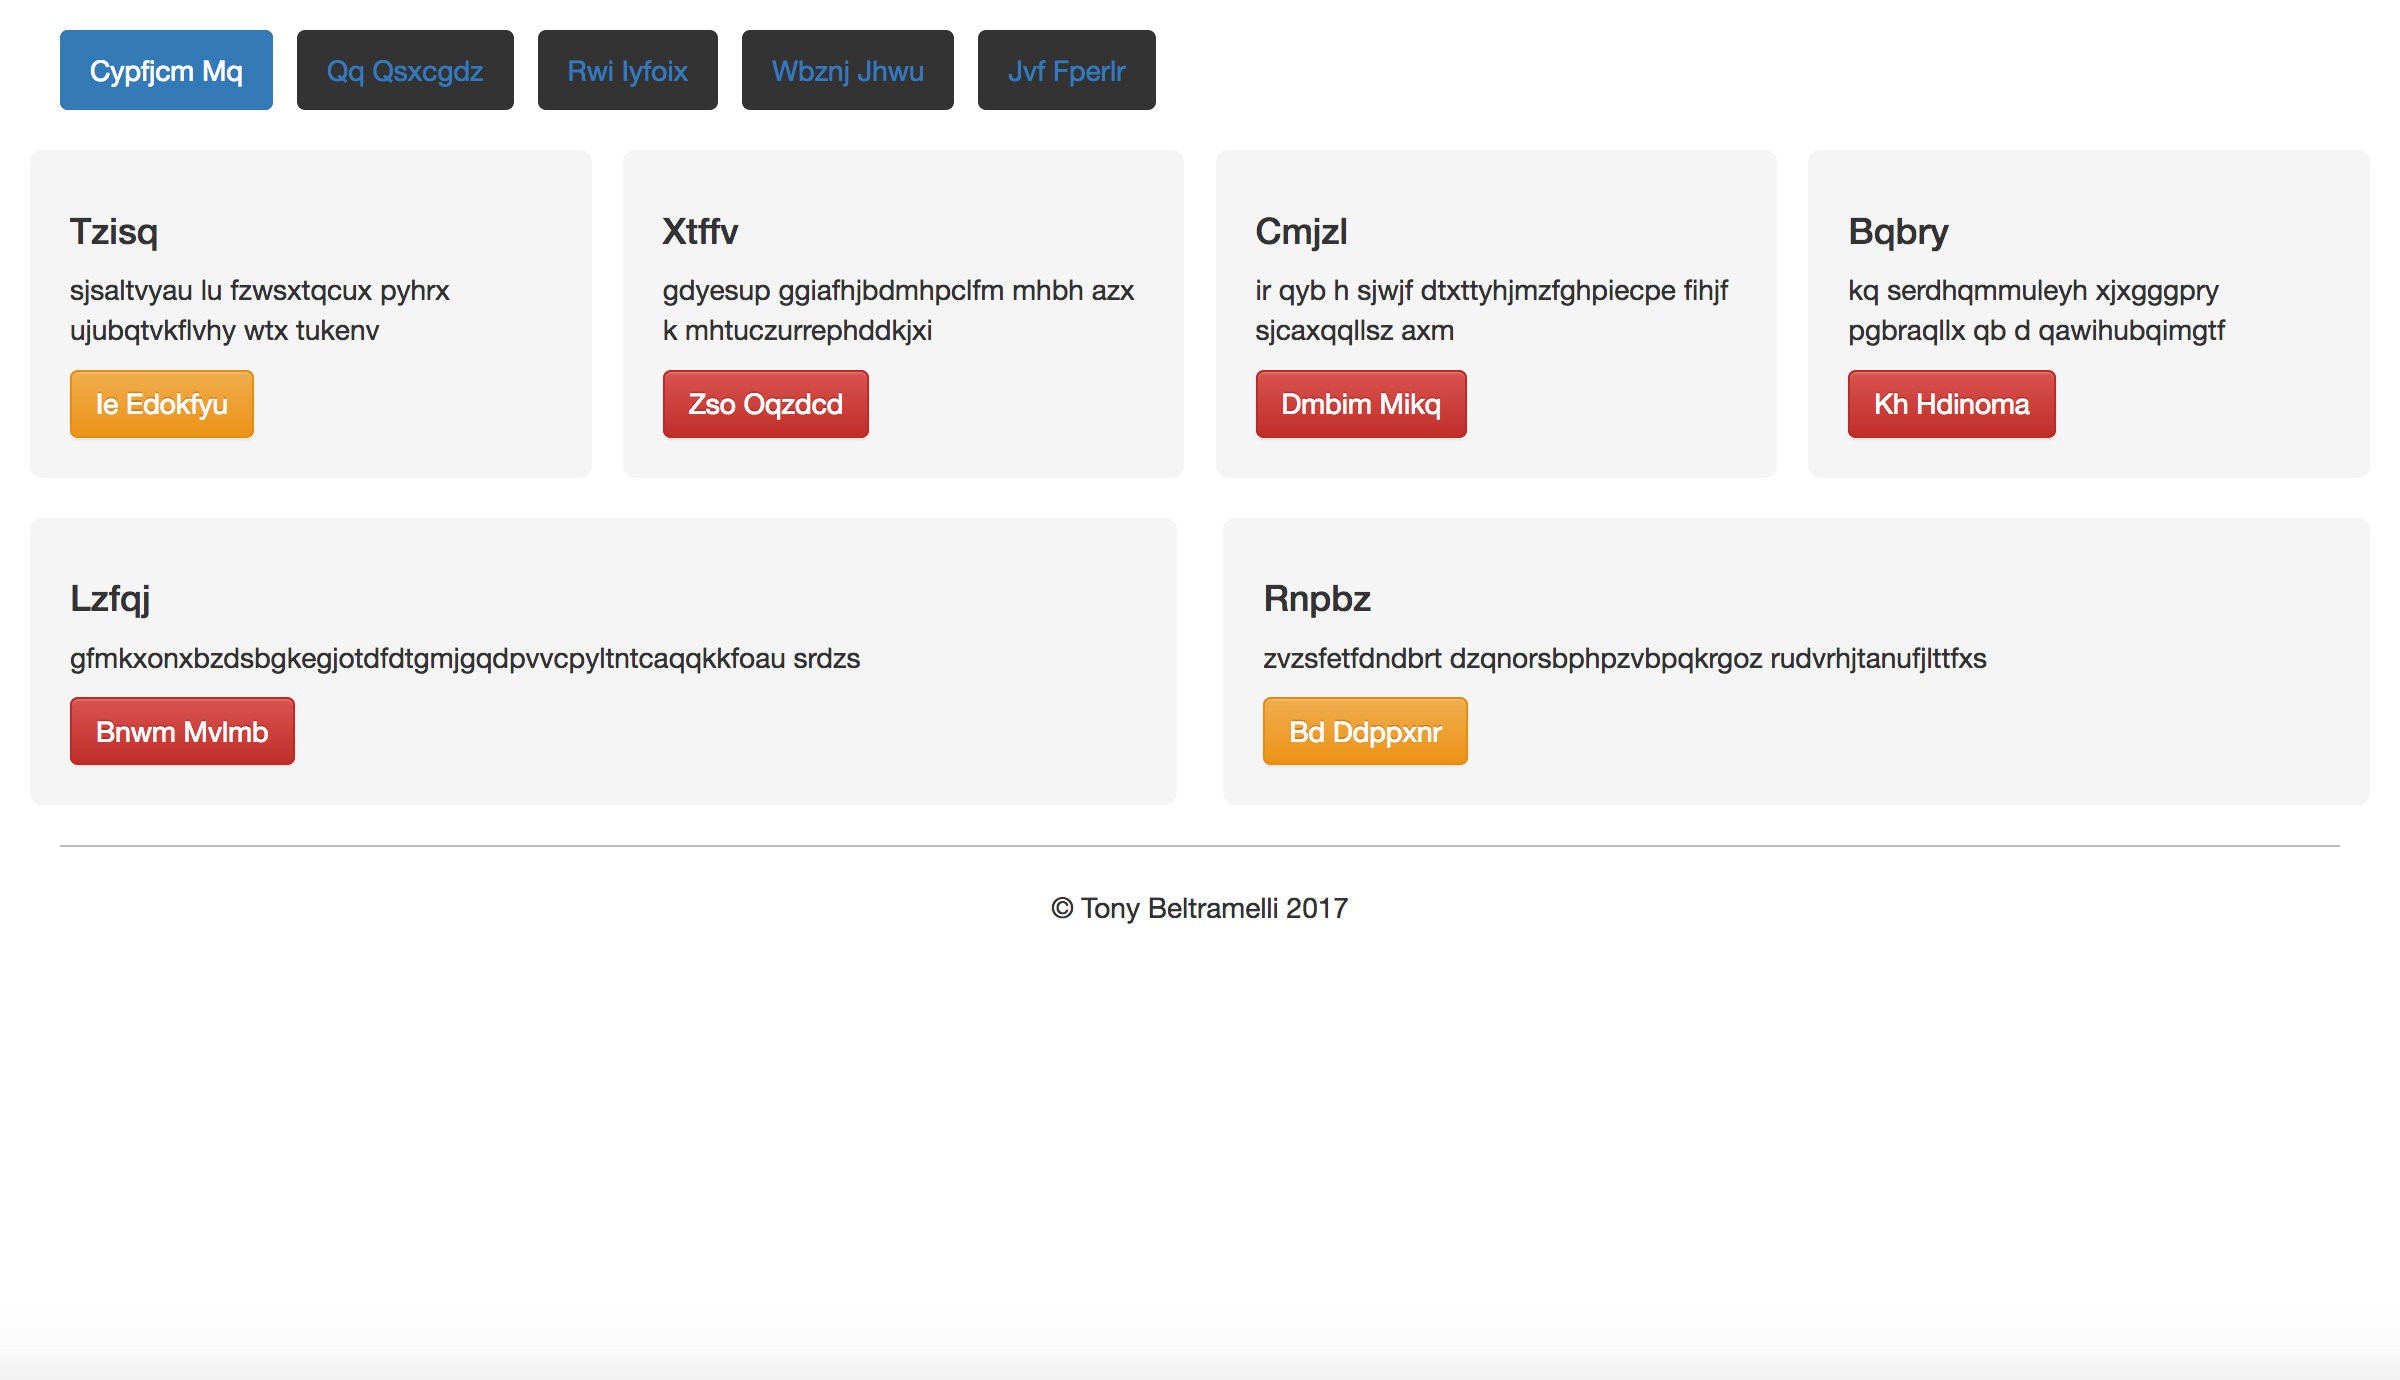 Cypfjcm Mq
Qq Qsxcgdz
Rwi Iyfoix
Wbznj Jhwu
Jvf Fperlr
Tzisq
sjsaltvyau lu fzwsxtqcux pyhrx
ujubqtvkflvhy wtx tukenv
Ie Edokfyu
Xtffv
gdyesup ggiafhjbdmhpclfm mhbh azx
k mhtuczurrephddkjxi
Zso Oqzdcd
Cmjzl
ir qyb h sjwjf dtxttyhjmzfghpiecpe fihjf
sjcaxqqllsz axm
Dmbim Mikq
Bqbry
kq serdhqmmuleyh xjxgggpry
pgbraqllx qb d qawihubqimgtf
Kh Hdinoma
Lzfqj
gfmkxonxbzdsbgkegjotdfdtgmjgqdpvvcpyltntcaqqkkfoau srdzs
Bnwm Mvlmb
Rnpbz
zvzsfetfdndbrt dzqnorsbphpzvbpqkrgoz rudvrhjtanufjlttfxs
Bd Ddppxnr
© Tony Beltramelli 2017